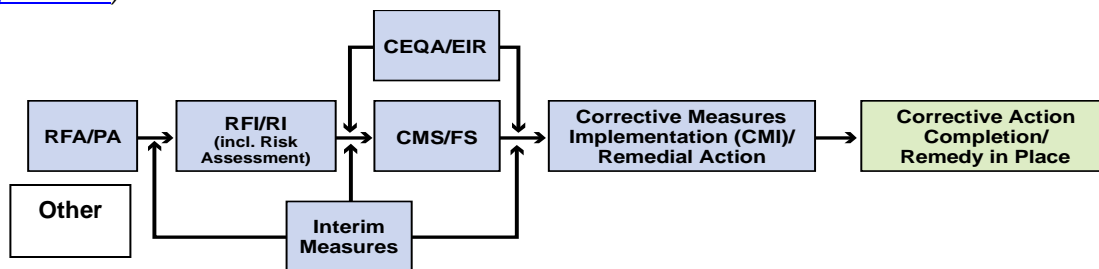 CEQA/EIR
RFA/PA
RFI/RI
(incl. Risk
Assessment)
CMS/FS
Corrective Measures
Implementation (CMI)/
Remedial Action
Corrective Action
Completion/
Remedy in Place
Other
Interim
Measures